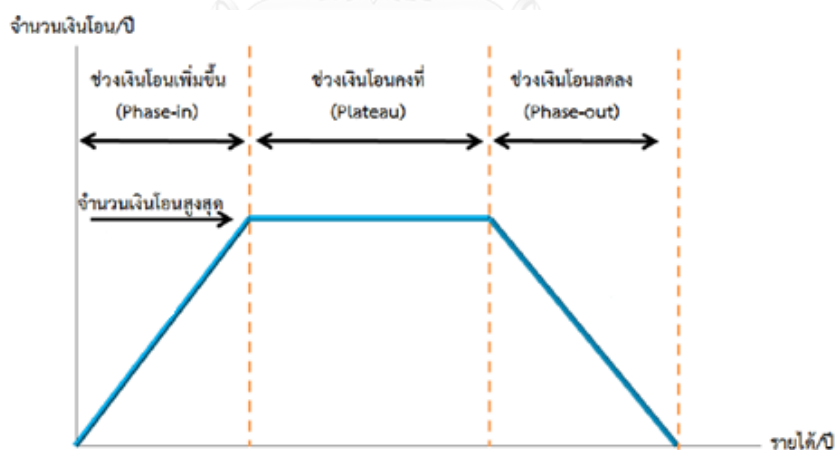 จำนวนเงินโอน/ปี
ช่วงเงินโอนเพิ่มขึ้น
(Phase-in)
ช่วงเงินโอนคงที่
(Plateau)
ช่วงเงินโอนลดลง
(Phase-out)
จำนวนเงินโอนสูงสุด
รายได้/ปี